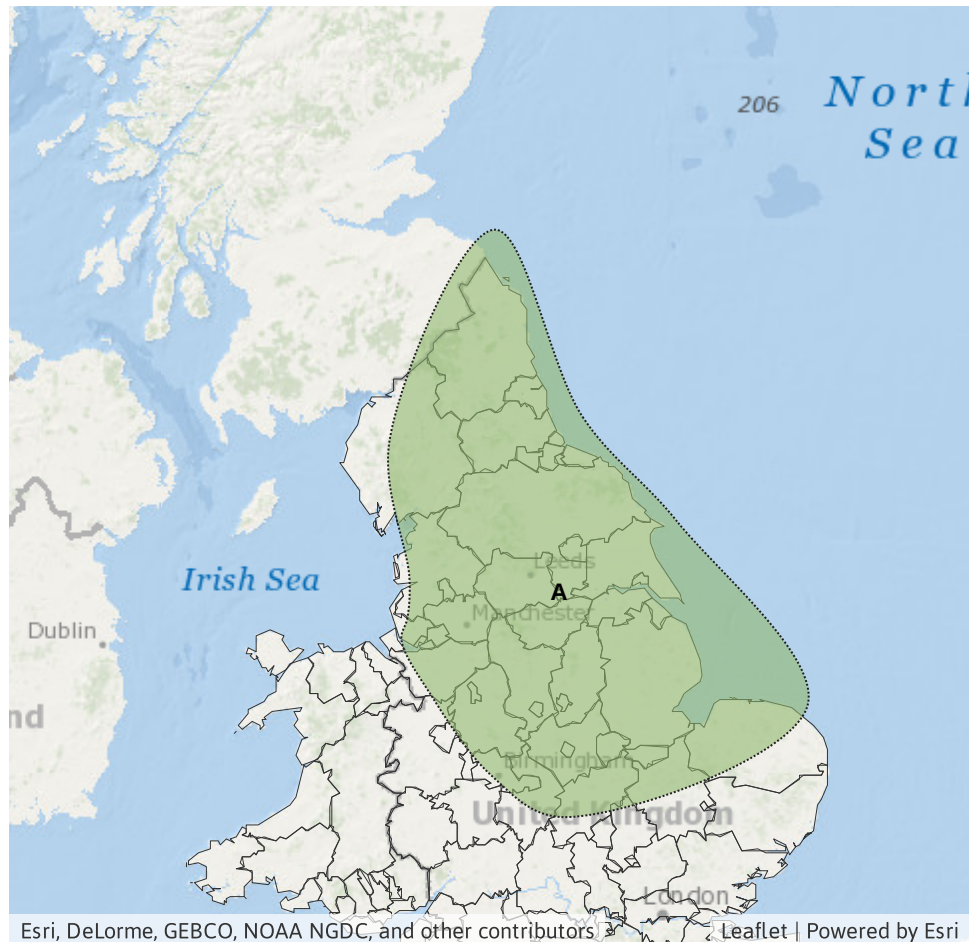 206
North
Sea
Irish Sea
Leeds
A
Manchester
Dublin
nd
Birmingham
United Kingdom
London
Esri, DeLorme, GEBCO, NOAA NGDC, and other contributors
Leaflet | Powered by Esri